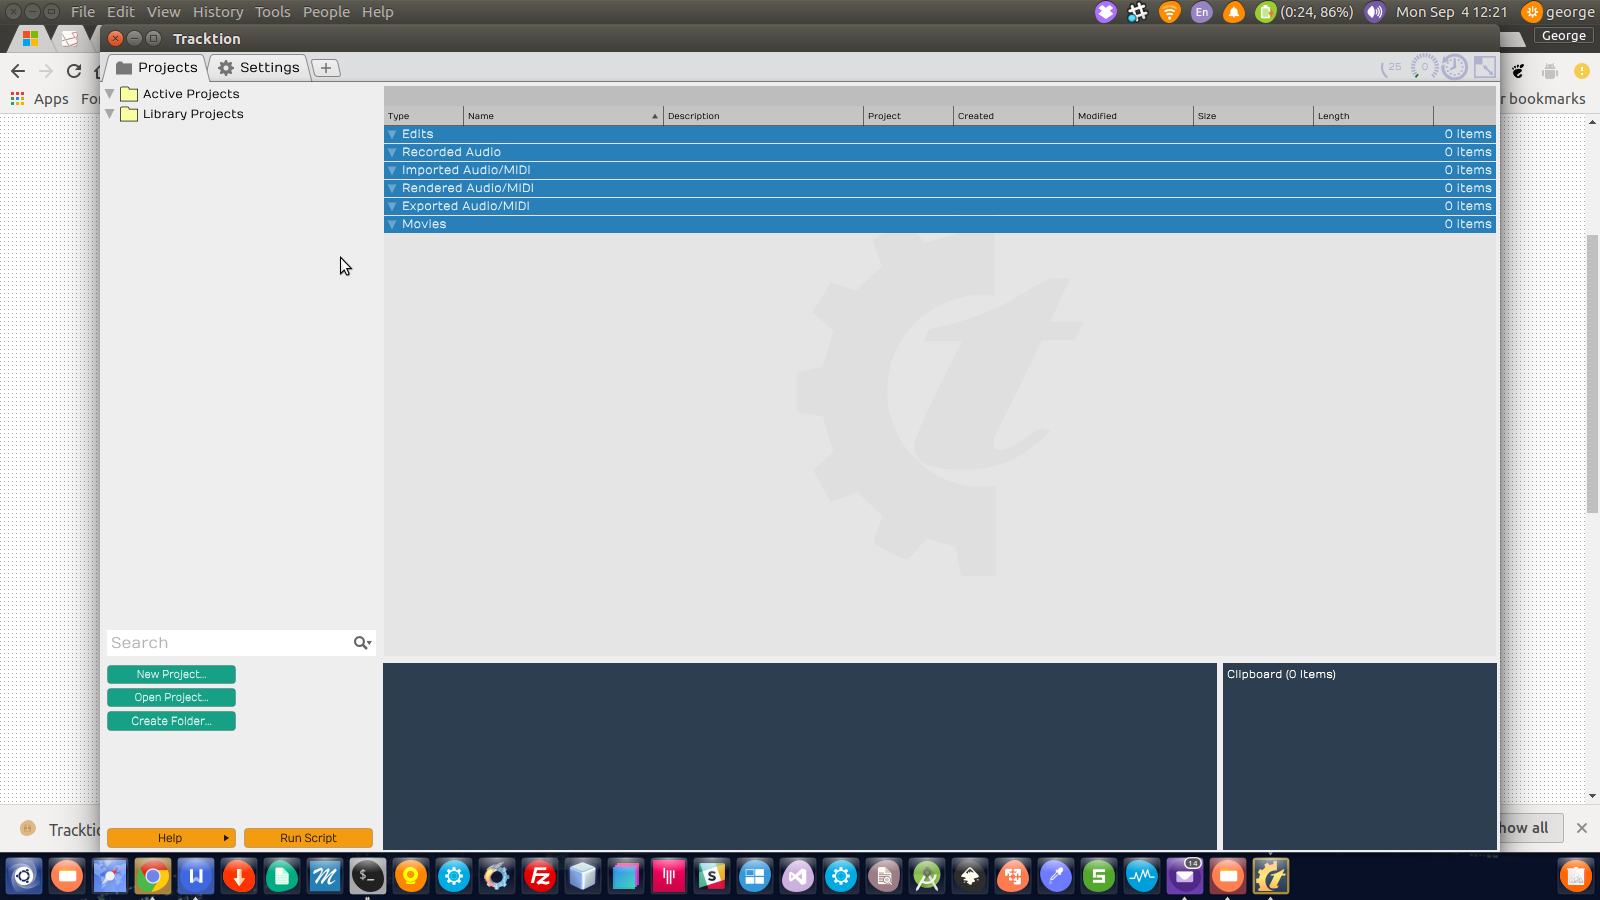 File Edit View History Tools People Help
En (0:24, 86%) Mon Sep 4 12:21 george
Tracktion
George
Projects Settings +
25 0
Apps
r bookmarks
Active Projects
Library Projects
Type Name Description Project Created Modified Size Length
Edits 0 Items
Recorded Audio 0 Items
Imported Audio/MIDI 0 Items
Rendered Audio/MIDI 0 Items
Exported Audio/MIDI 0 Items
Movies 0 Items
t
Search
New Project...
Open Project...
Create Folder...
Clipboard (0 Items)
Help
Run Script
Tracktio
how all
W M >_ Fz S S 14 t